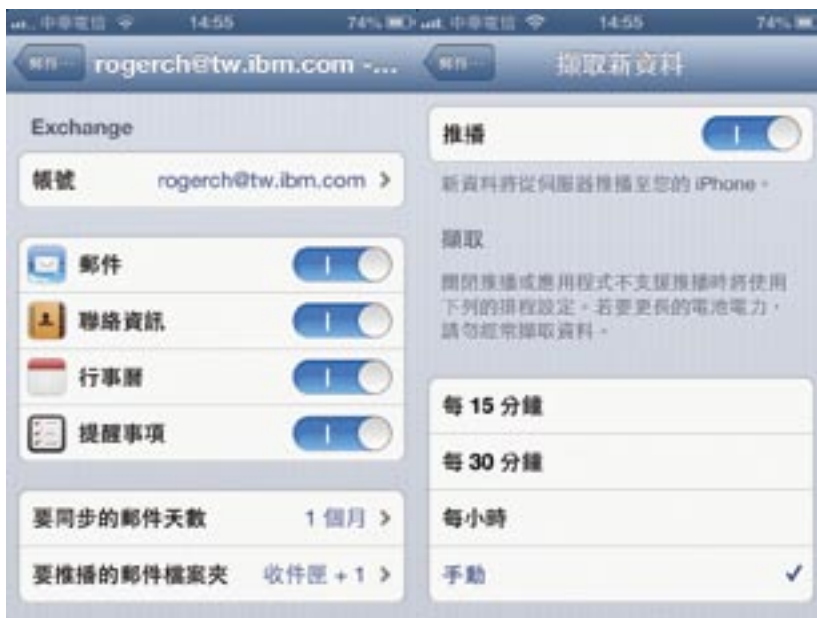 中華電信 14:55 74%
郵件… rogerch@tw.ibm.com -...
Exchange
帳號 rogerch@tw.ibm.com
郵件
聯絡資訊
行事曆
提醒事項
要同步的郵件天數 1 個月
要推播的郵件檔案夾 收件匣 + 1
中華電信 14:55 74%
郵件… 擷取新資料
推播
新資料將從伺服器推播至您的 iPhone。
擷取
關閉推播或應用程式不支援推播時將使用
下列的排程設定。若要更長的電池電力，
請勿經常擷取資料。
每 15 分鐘
每 30 分鐘
每小時
手動